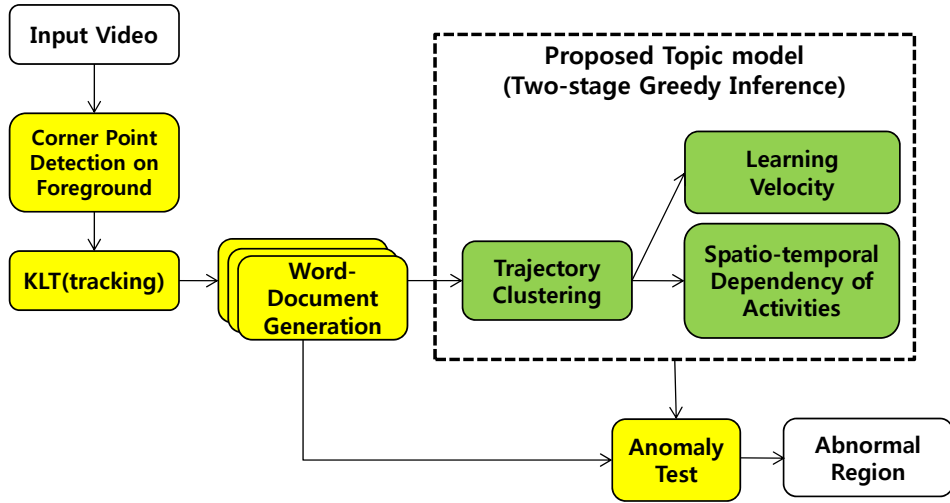 Input Video
Corner Point
Detection on
Foreground
KLT(tracking)
Word-
Document
Generation
Proposed Topic model
(Two-stage Greedy Inference)
Trajectory
Clustering
Learning
Velocity
Spatio-temporal
Dependency of
Activities
Anomaly
Test
Abnormal
Region